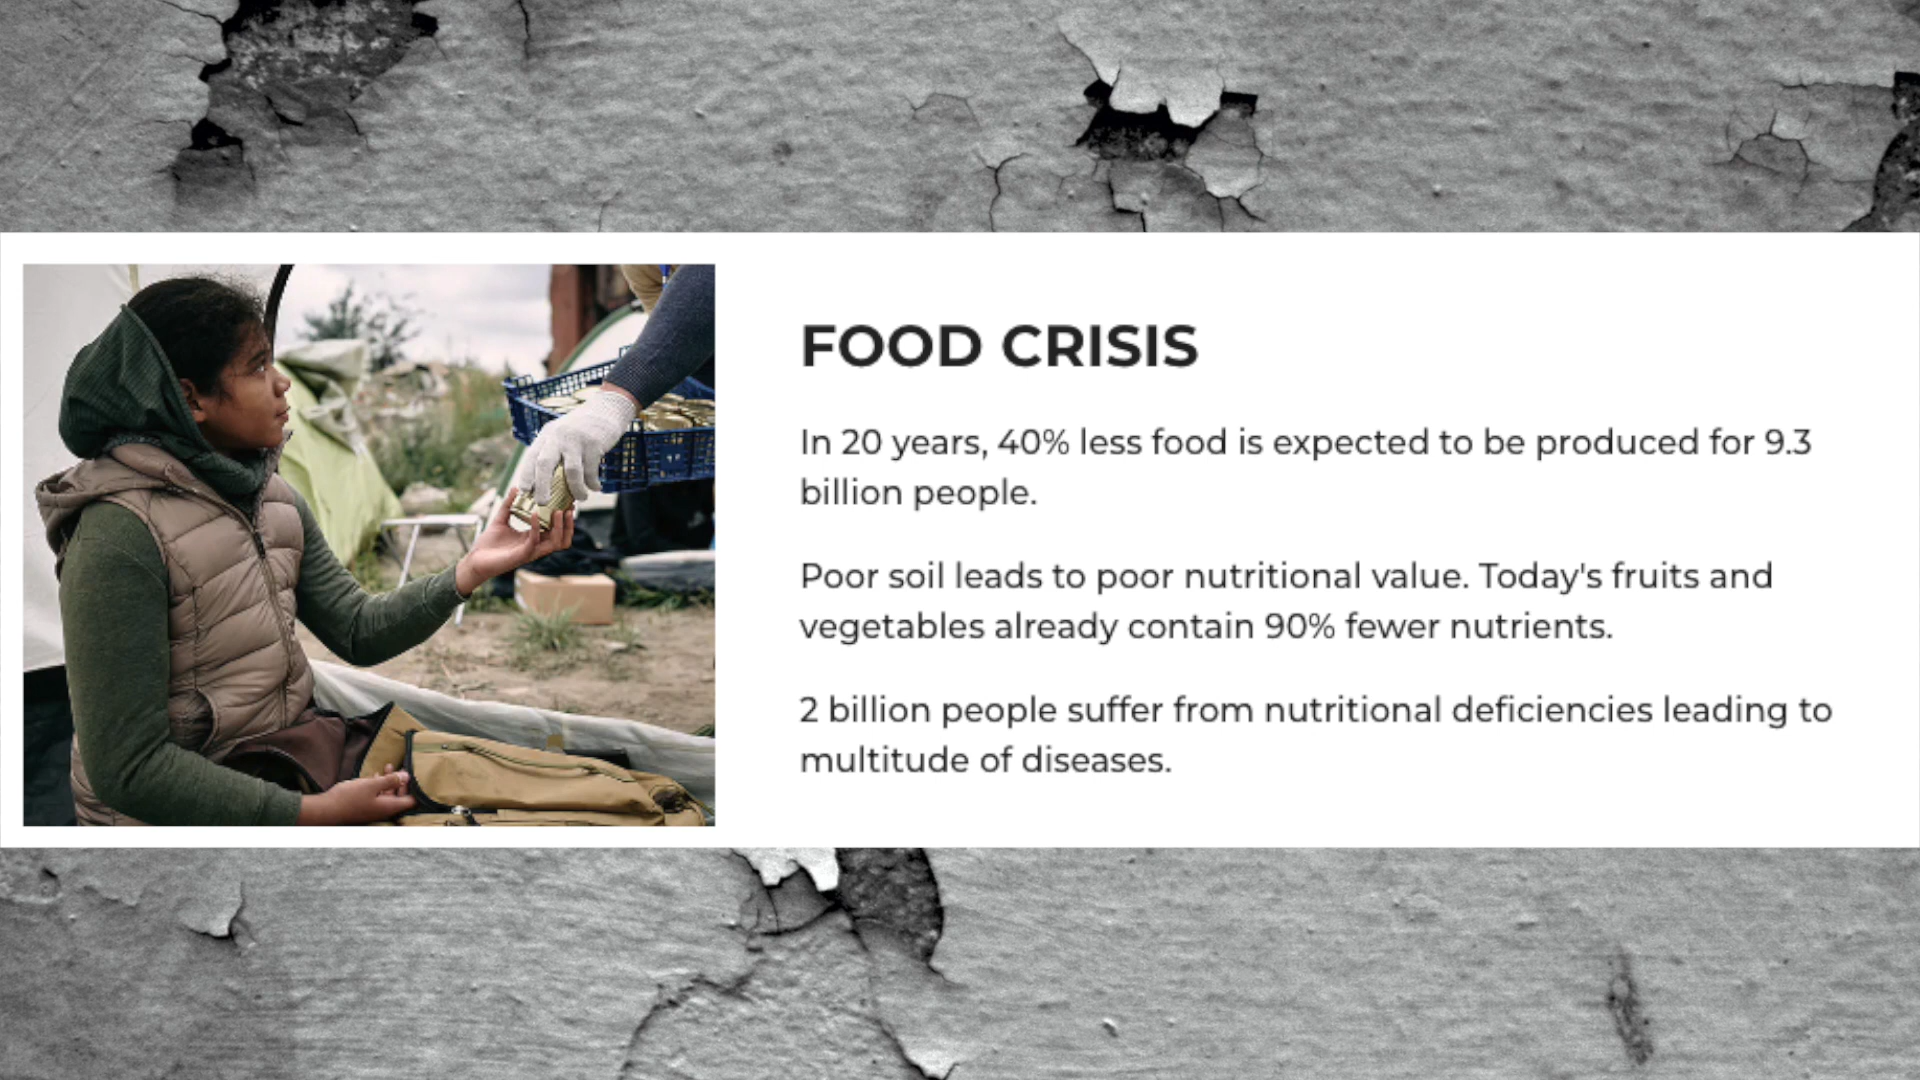 FOOD CRISIS
In 20 years, 40% less food is expected to be produced for 9.3
billion people.
Poor soil leads to poor nutritional value. Today's fruits and
vegetables already contain 90% fewer nutrients.
2 billion people suffer from nutritional deficiencies leading to
multitude of diseases.